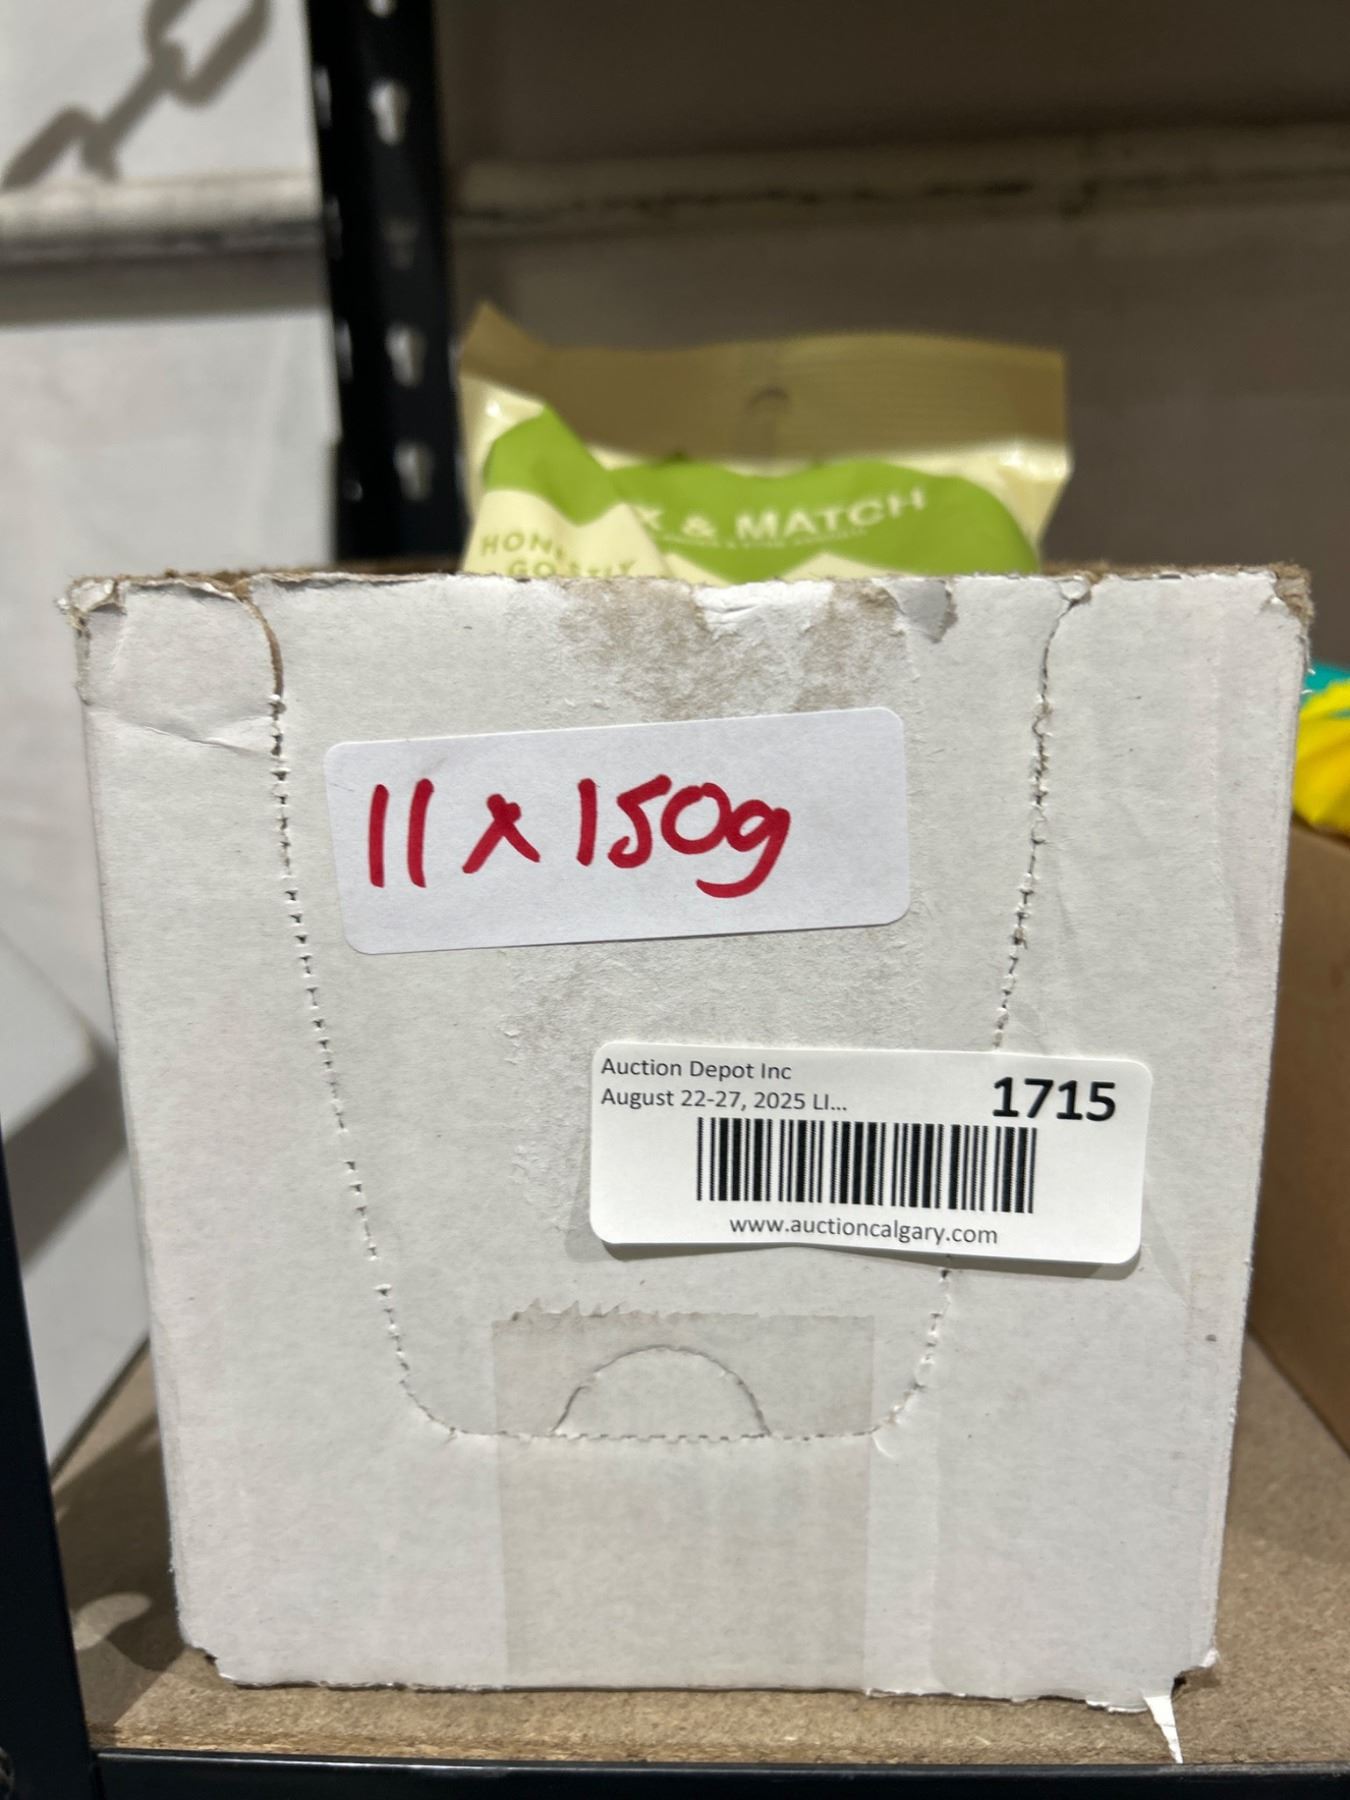 & MATCH
11 x 150g
Auction Depot Inc
August 22-27, 2025 LI...
1715
www.auctioncalgary.com